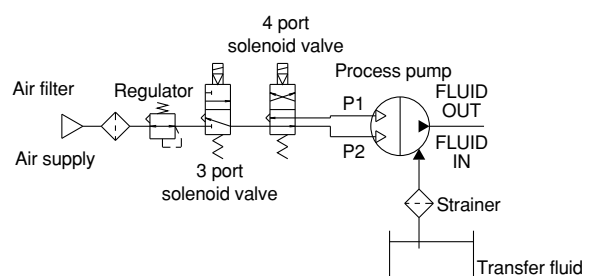 4 port
solenoid valve
Process pump
Air filter
Regulator
P1
FLUID
OUT
Air supply
P2
FLUID
IN
3 port
solenoid valve
Strainer
Transfer fluid